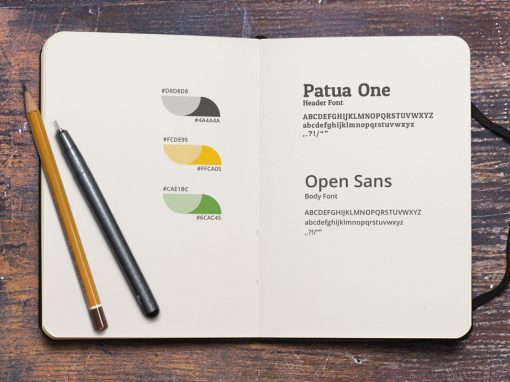 #D8D8D8
#4A4A4A
#FCDE95
#FFCA05
#CAE1BC
#6CAC45
Patua One
Header Font
ABCDEFGHIJKLMNOPQRSTUVWXYZ
abcdefghijklmnopqrstuvwxyz
,.?!/“”
Open Sans
Body Font
ABCDEFGHIJKLMNOPQRSTUVWXYZ
abcdefghijklmnopqrstuvwxyz
,.?!/“”